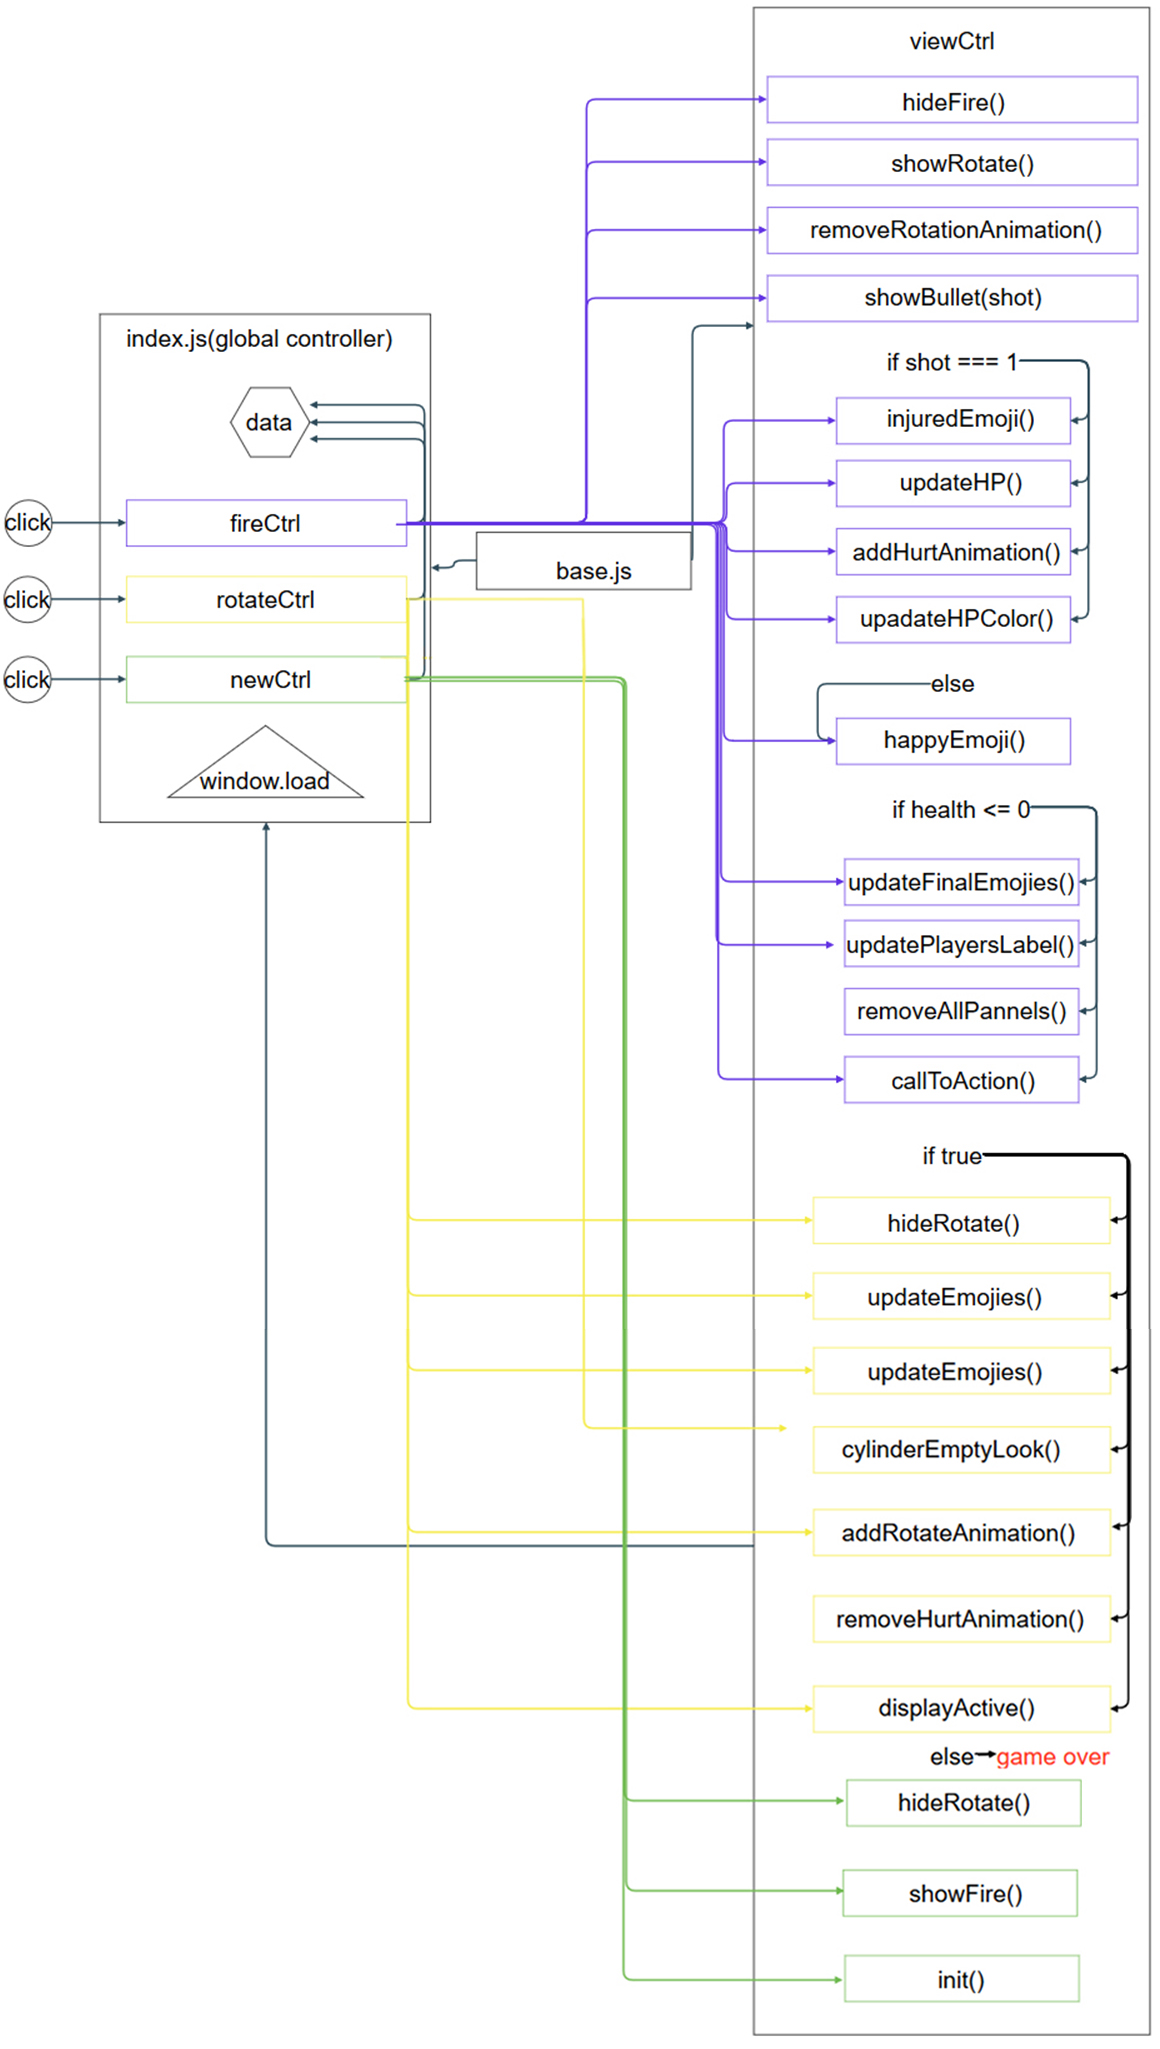 viewCtrl
hideFire()
showRotate()
removeRotationAnimation()
showBullet(shot)
index.js(global controller)
data
click
fireCtrl
click
rotateCtrl
click
newCtrl
window.load
base.js
if shot === 1
injuredEmoji()
updateHP()
addHurtAnimation()
upadateHPColor()
else
happyEmoji()
if health <= 0
updateFinalEmojies()
updatePlayersLabel()
removeAllPannels()
callToAction()
if true
hideRotate()
updateEmojies()
updateEmojies()
cylinderEmptyLook()
addRotateAnimation()
removeHurtAnimation()
displayActive()
else game over
hideRotate()
showFire()
init()